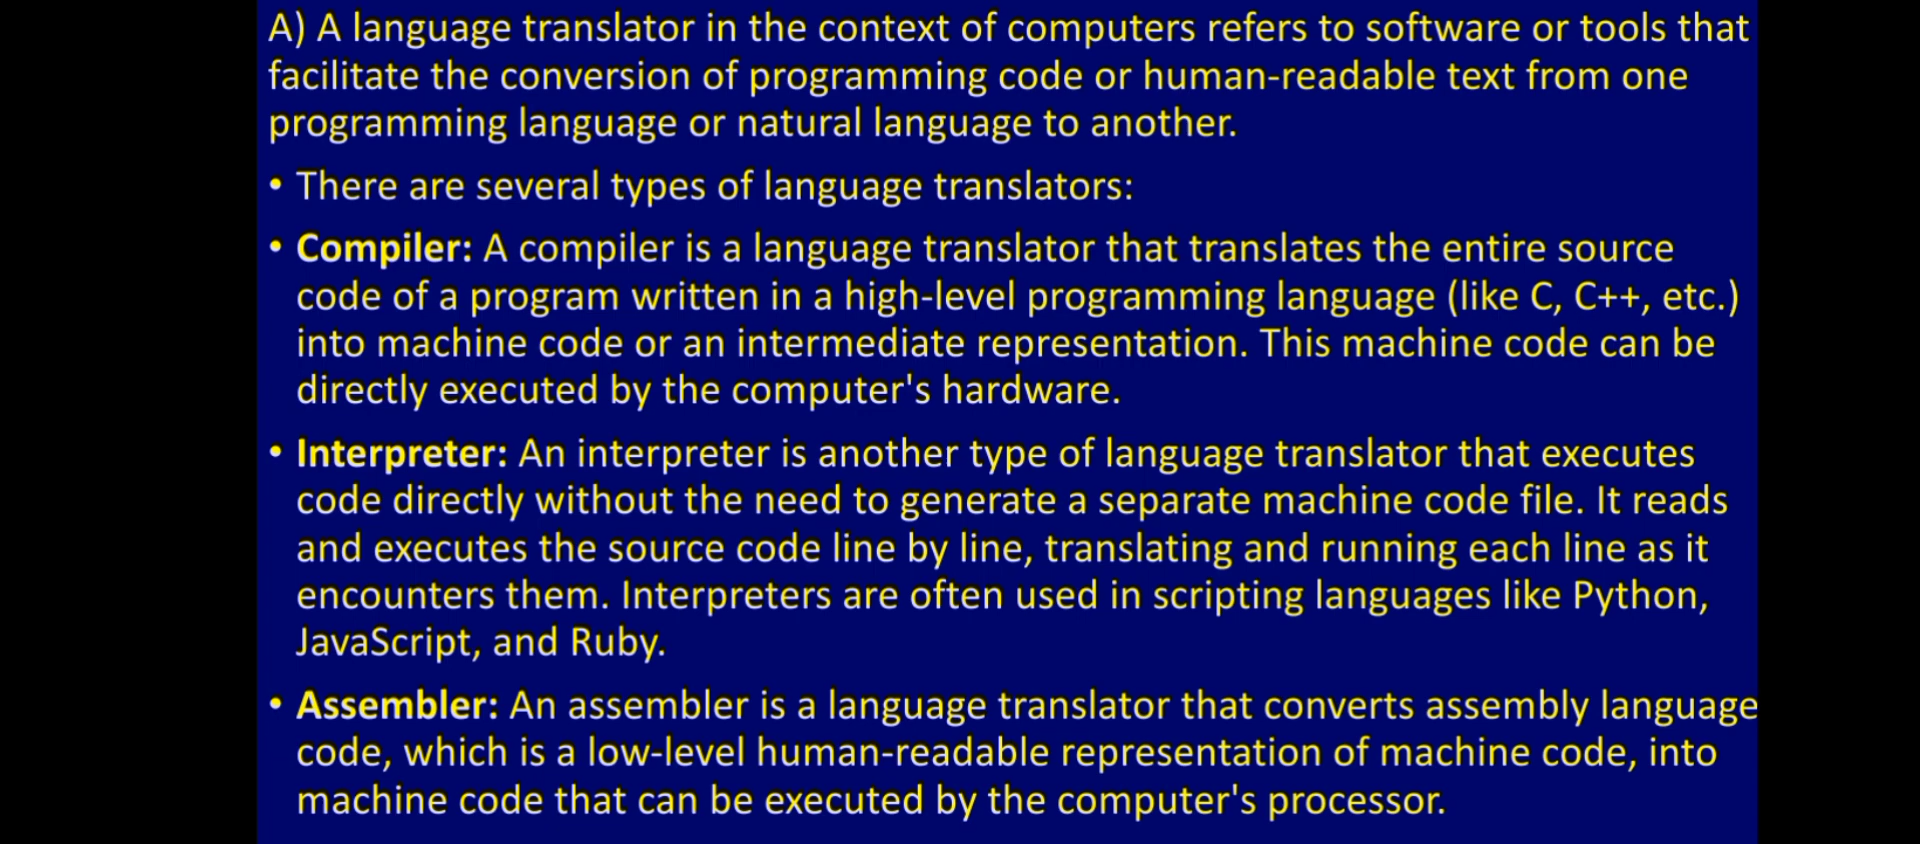 A) A language translator in the context of computers refers to software or tools that
facilitate the conversion of programming code or human-readable text from one
programming language or natural language to another.
• There are several types of language translators:
• Compiler: A compiler is a language translator that translates the entire source
code of a program written in a high-level programming language (like C, C++, etc.)
into machine code or an intermediate representation. This machine code can be
directly executed by the computer's hardware.
• Interpreter: An interpreter is another type of language translator that executes
code directly without the need to generate a separate machine code file. It reads
and executes the source code line by line, translating and running each line as it
encounters them. Interpreters are often used in scripting languages like Python,
JavaScript, and Ruby.
• Assembler: An assembler is a language translator that converts assembly language
code, which is a low-level human-readable representation of machine code, into
machine code that can be executed by the computer's processor.